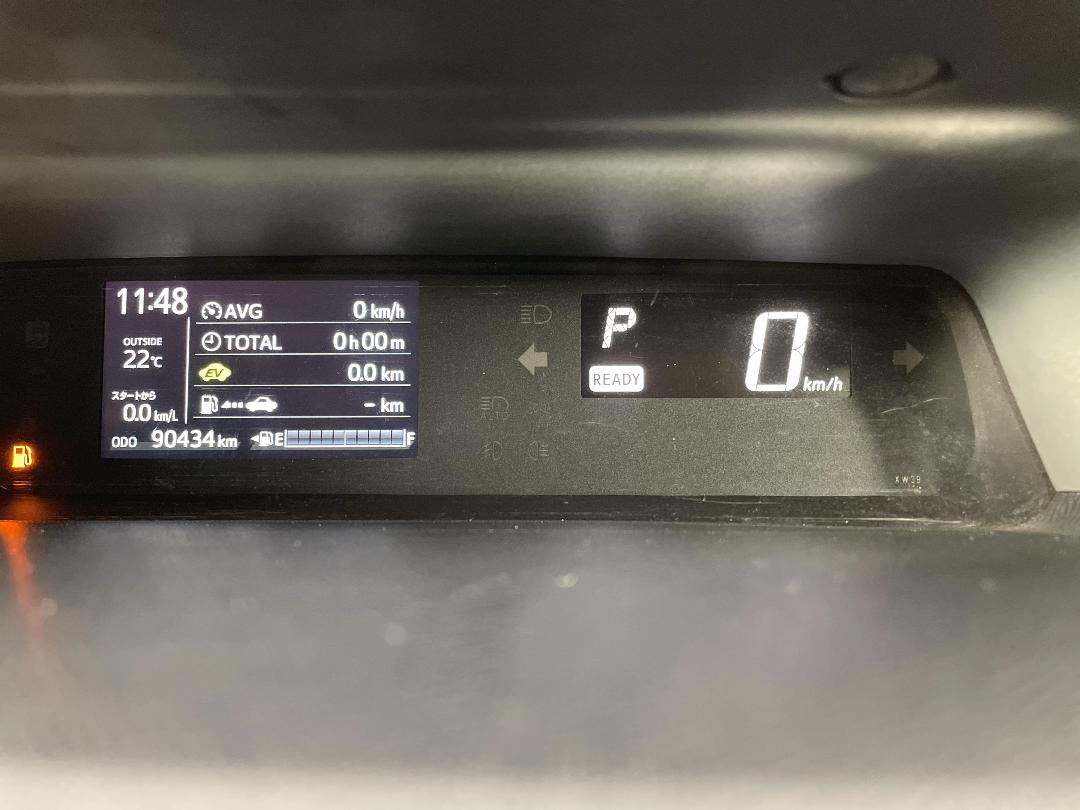 11:48
AVG 0 km/h
OUTSIDE
22℃
TOTAL 0h00m
EV 0.0 km
スタートから
0.0 km/L
- km
ODO 90434 km
E F
P
READY
0 km/h